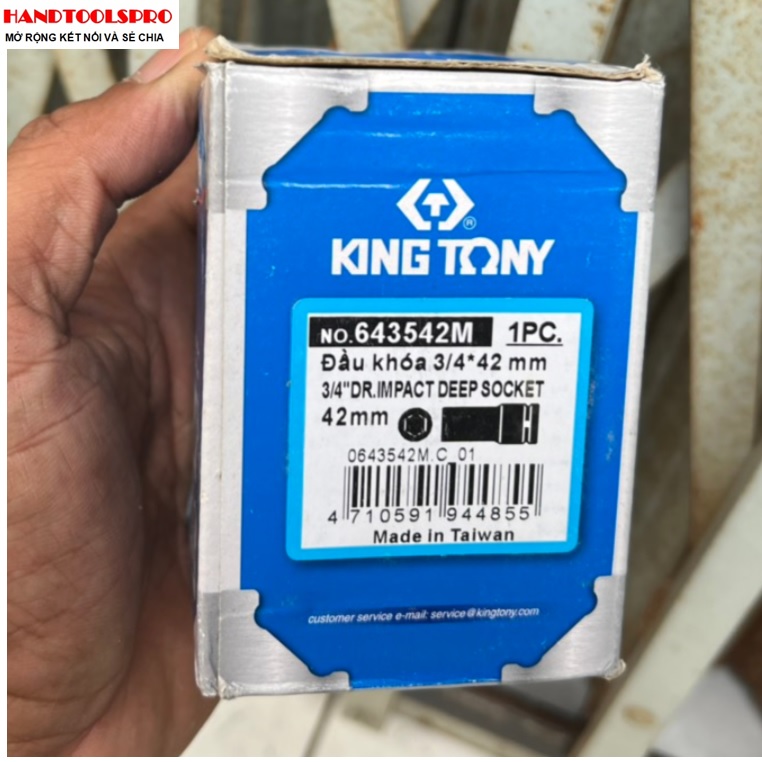 HANDTOOLSPRO
MỞ RỘNG KẾT NỐI VÀ SẺ CHIA
T ®
KING TONY
NO.643542M 1PC.
Đầu khóa 3/4*42 mm
3/4"DR.IMPACT DEEP SOCKET
42mm
0643542M.C 01
4 710591 944855
Made in Taiwan
customer service e-mail: service@kingtony.com